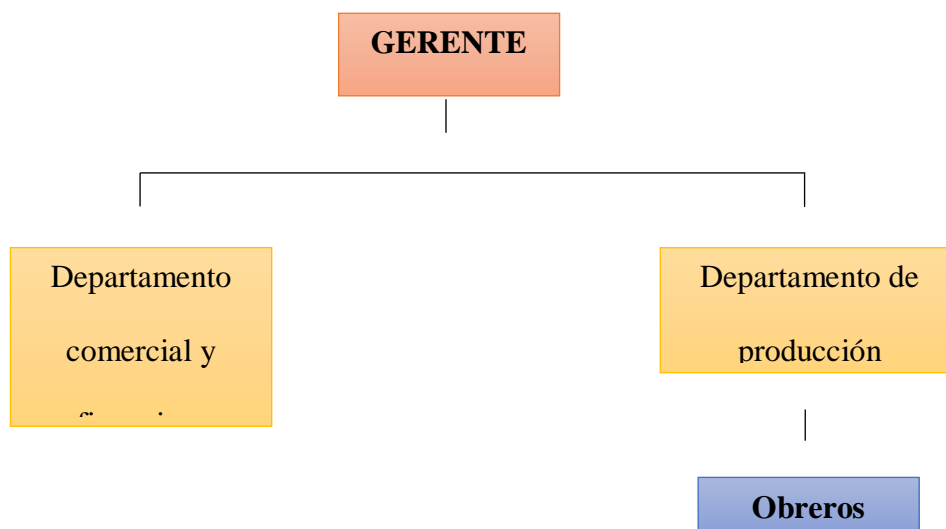 GERENTE
Departamento
comercial y
Departamento de
producción
Obreros